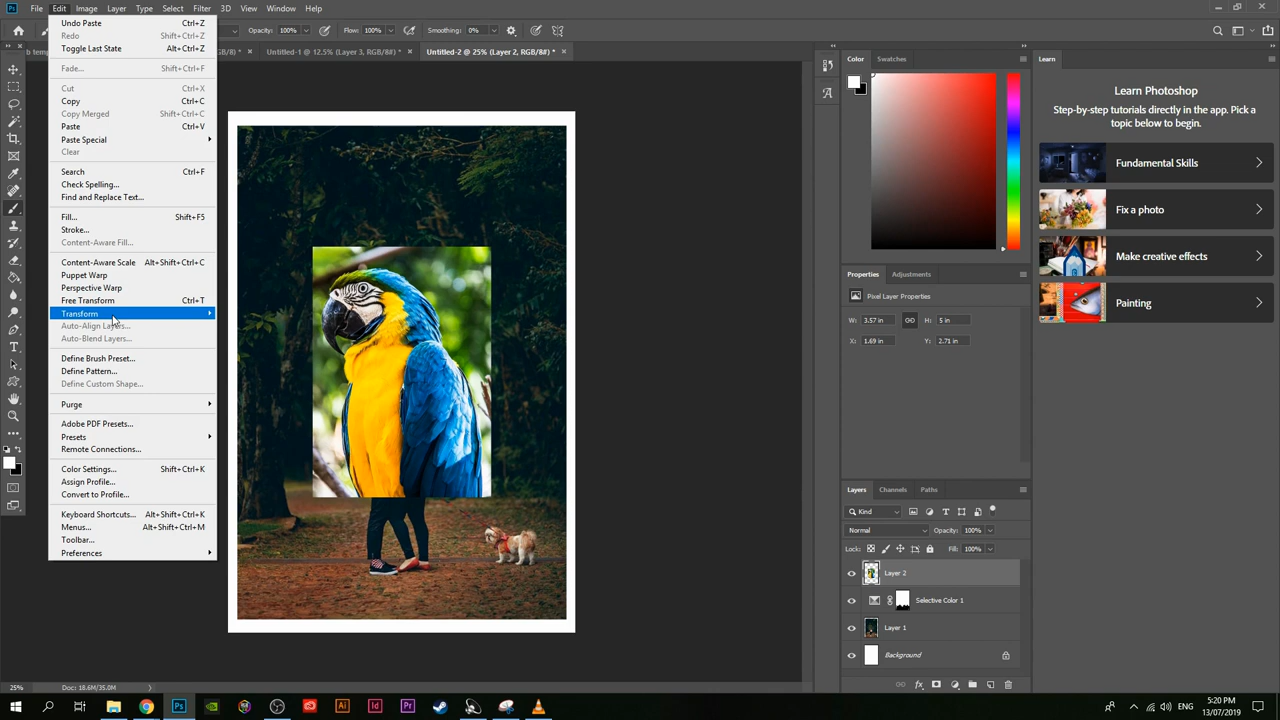 Ps File Edit Image Layer Type Select Filter 3D View Window Help
Opacity: 100% Flow: 100% Smoothing: 0%
Untitled-1 @ 12.5% (Layer 3, RGB/8#) * × Untitled-2 @ 25% (Layer 2, RGB/8#) * ×
Undo Paste Ctrl+Z
Redo Shift+Ctrl+Z
Toggle Last State Alt+Ctrl+Z
Fade... Shift+Ctrl+F
Cut Ctrl+X
Copy Ctrl+C
Copy Merged Shift+Ctrl+C
Paste Ctrl+V
Paste Special
Clear
Search Ctrl+F
Check Spelling...
Find and Replace Text...
Fill... Shift+F5
Stroke...
Content-Aware Fill...
Content-Aware Scale Alt+Shift+Ctrl+C
Puppet Warp
Perspective Warp
Free Transform Ctrl+T
Transform
Auto-Align Layers...
Auto-Blend Layers...
Define Brush Preset...
Define Pattern...
Define Custom Shape...
Purge
Adobe PDF Presets...
Presets
Remote Connections...
Color Settings... Shift+Ctrl+K
Assign Profile...
Convert to Profile...
Keyboard Shortcuts... Alt+Shift+Ctrl+K
Menus... Alt+Shift+Ctrl+M
Toolbar...
Preferences
Color Swatches
Properties Adjustments
Pixel Layer Properties
W: 3.57 in H: 5 in
X: 1.69 in Y: 2.71 in
Layers Channels Paths
Kind
Normal Opacity: 100%
Lock: Fill: 100%
Layer 2
Selective Color 1
Layer 1
Background
fx
Learn
Learn Photoshop
Step-by-step tutorials directly in the app. Pick a
topic below to begin.
Fundamental Skills
Fix a photo
Make creative effects
Painting
25% Doc: 18.6M/35.0M
Ps Ai Id Pr
ENG
5:20 PM
13/07/2019